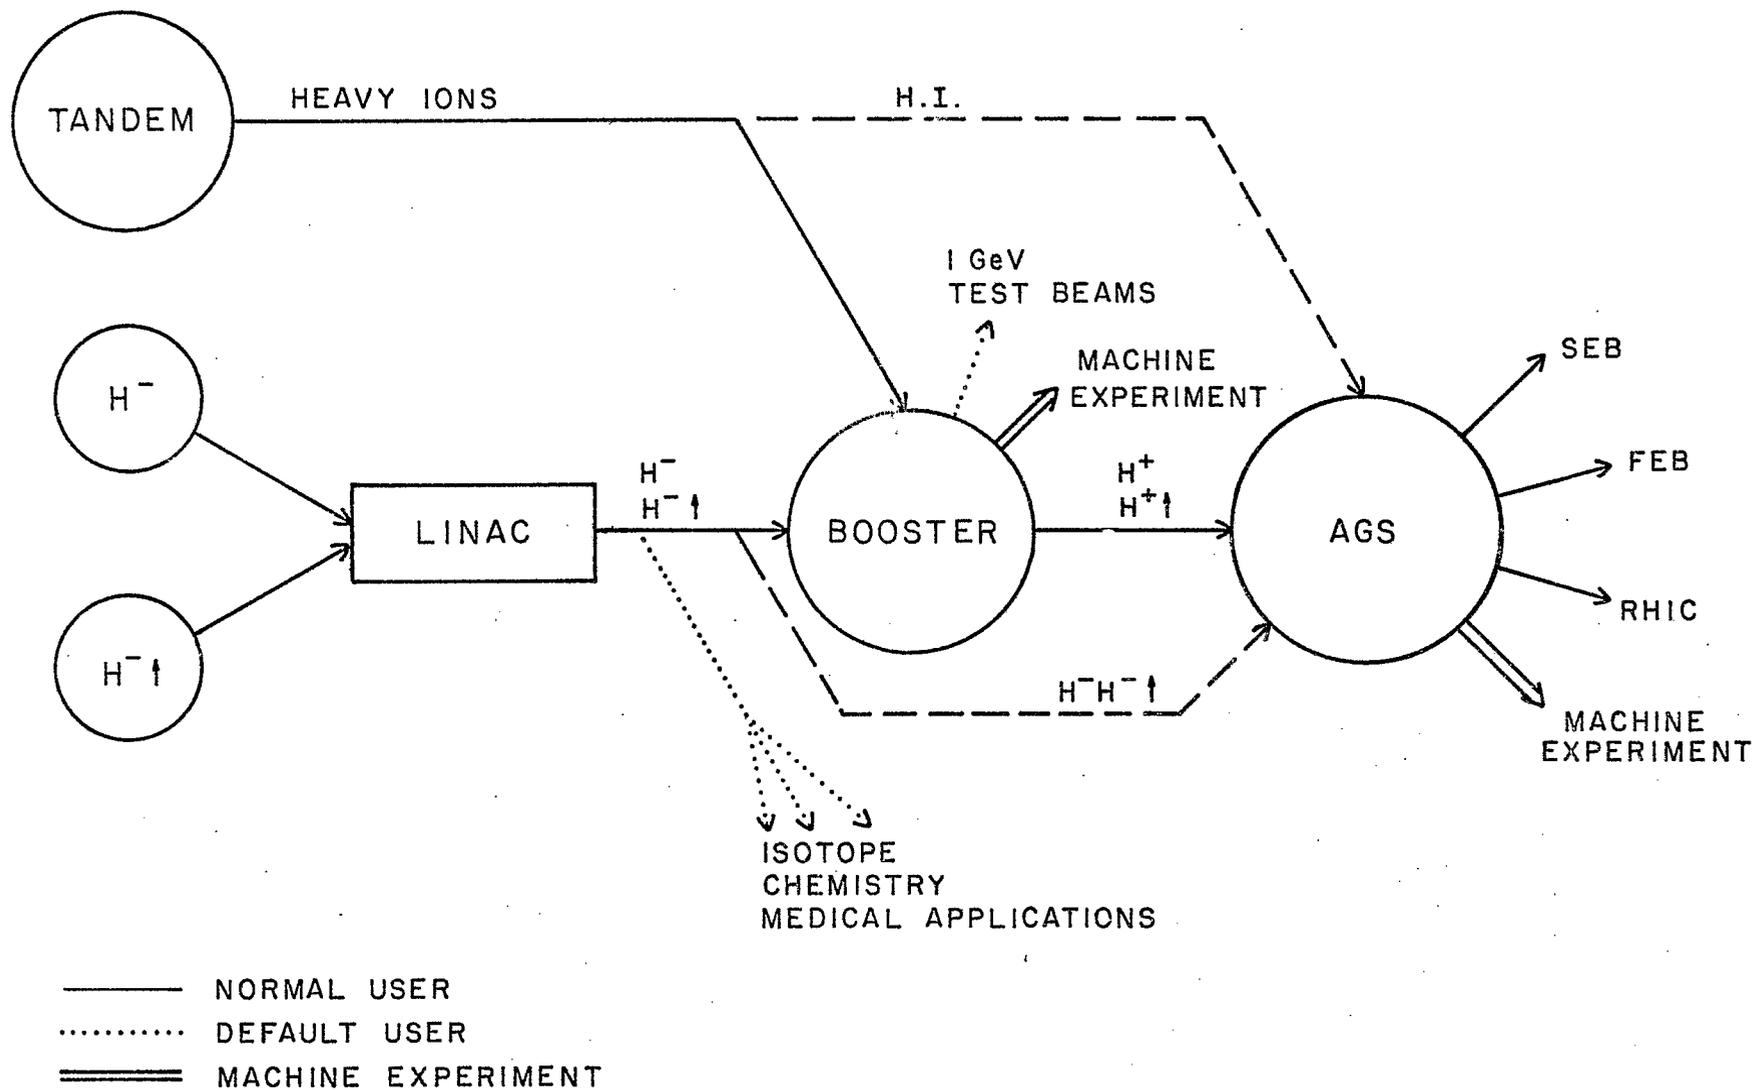 HEAVY IONS
H.I.
TANDEM
1 GeV
TEST BEAMS
MACHINE
EXPERIMENT
SEB
H⁻
FEB
H⁻
H⁻↑
H⁺
H⁺↑
LINAC
BOOSTER
AGS
RHIC
H⁻↑
H⁻H⁻↑
MACHINE
EXPERIMENT
ISOTOPE
CHEMISTRY
MEDICAL APPLICATIONS
NORMAL USER
DEFAULT USER
MACHINE EXPERIMENT